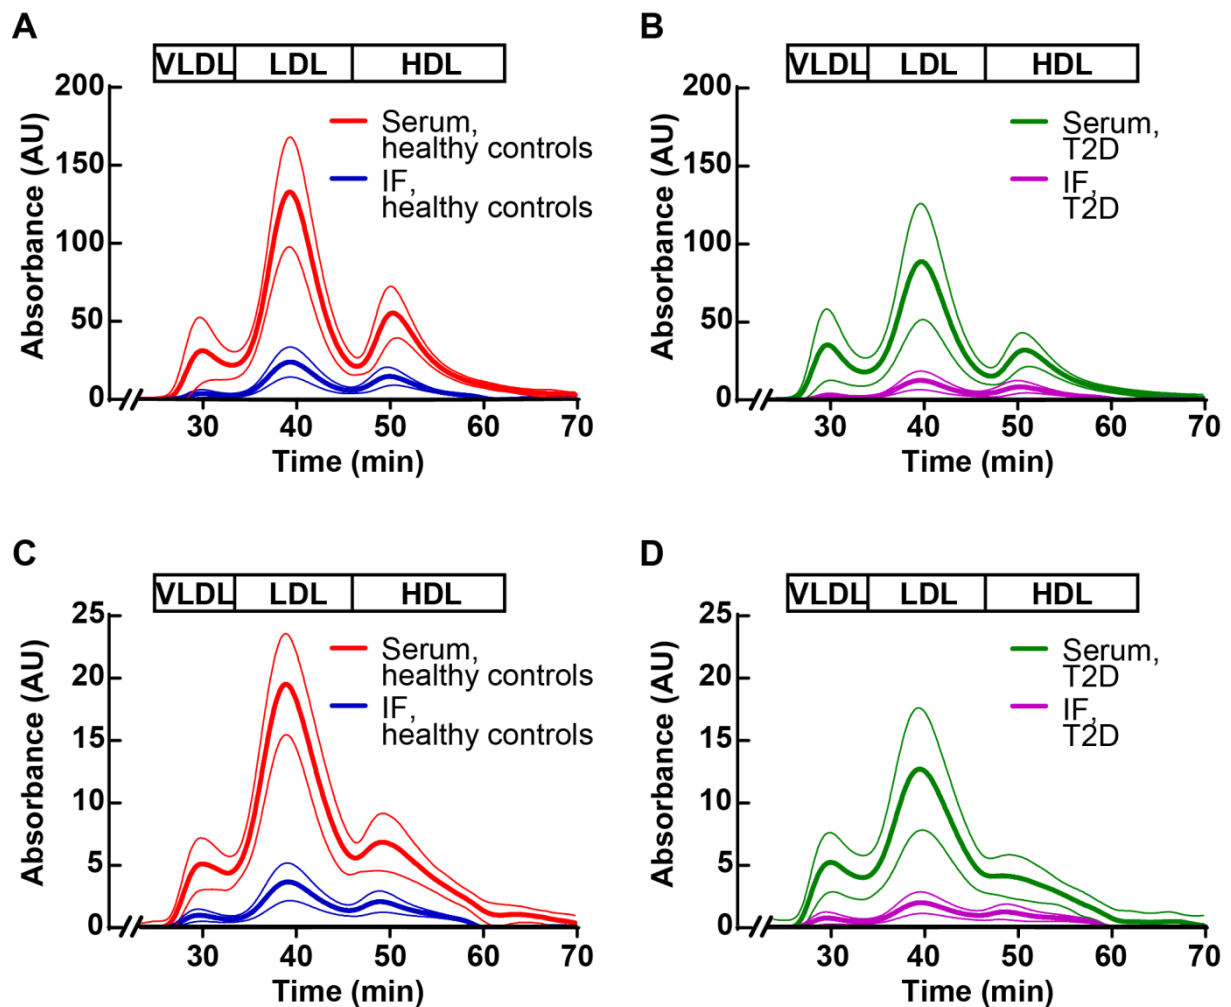 A
VLDL LDL HDL
200
150
100
50
0
Absorbance (AU)
Serum,
healthy controls
IF,
healthy controls
30 40 50 60 70
Time (min)
B
VLDL LDL HDL
200
150
100
50
0
Absorbance (AU)
Serum,
T2D
IF,
T2D
30 40 50 60 70
Time (min)
C
VLDL LDL HDL
25
20
15
10
5
0
Absorbance (AU)
Serum,
healthy controls
IF,
healthy controls
30 40 50 60 70
Time (min)
D
VLDL LDL HDL
25
20
15
10
5
0
Absorbance (AU)
Serum,
T2D
IF,
T2D
30 40 50 60 70
Time (min)